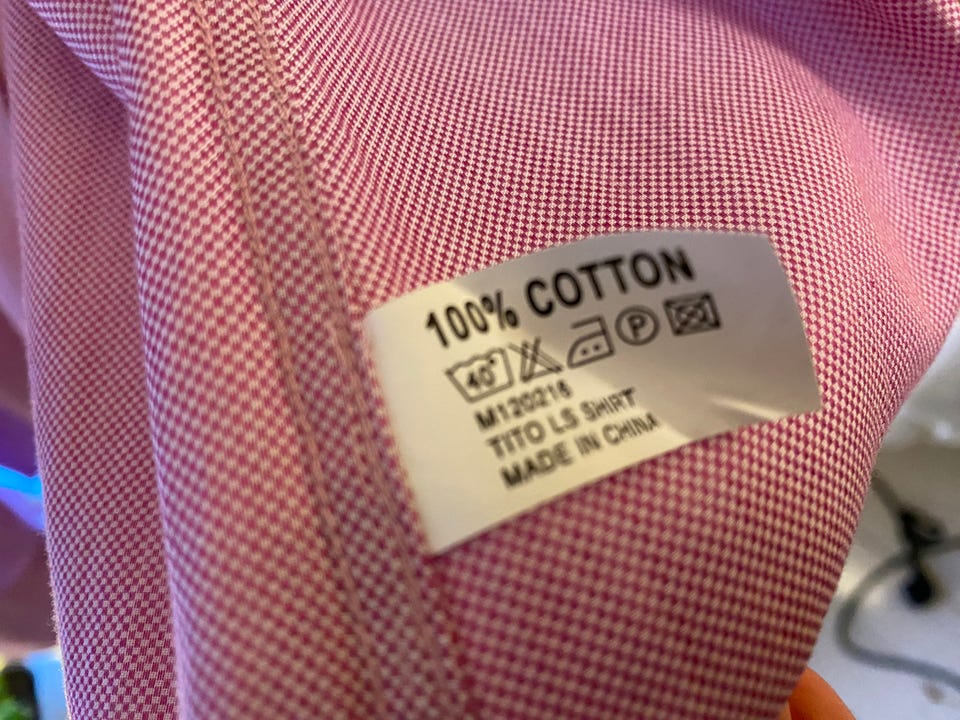 100% COTTON
40° P
M120216
TITO LS SHIRT
MADE IN CHINA